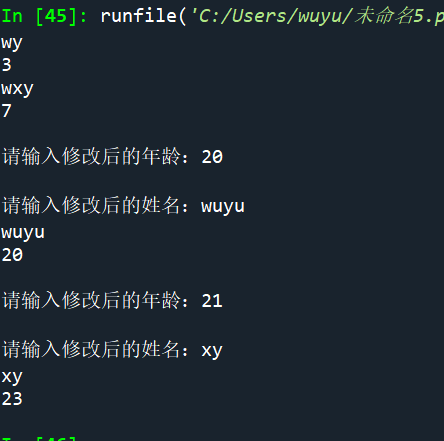 In [45]: runfile('C:/Users/wuyu/未命名5.p
wy
3
wxy
7
请输入修改后的年龄：20
请输入修改后的姓名：wuyu
wuyu
20
请输入修改后的年龄：21
请输入修改后的姓名：xy
xy
23